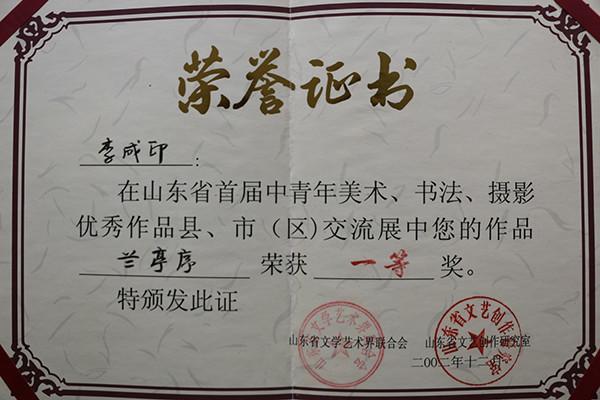 荣誉证书
李成印：
在山东省首届中青年美术、书法、摄影
优秀作品县、市（区）交流展中您的作品
兰亭序 荣获 一等 奖。
特颁发此证
山东省文学艺术界联合会 山东省文艺创作研究室
二〇〇二年十二月